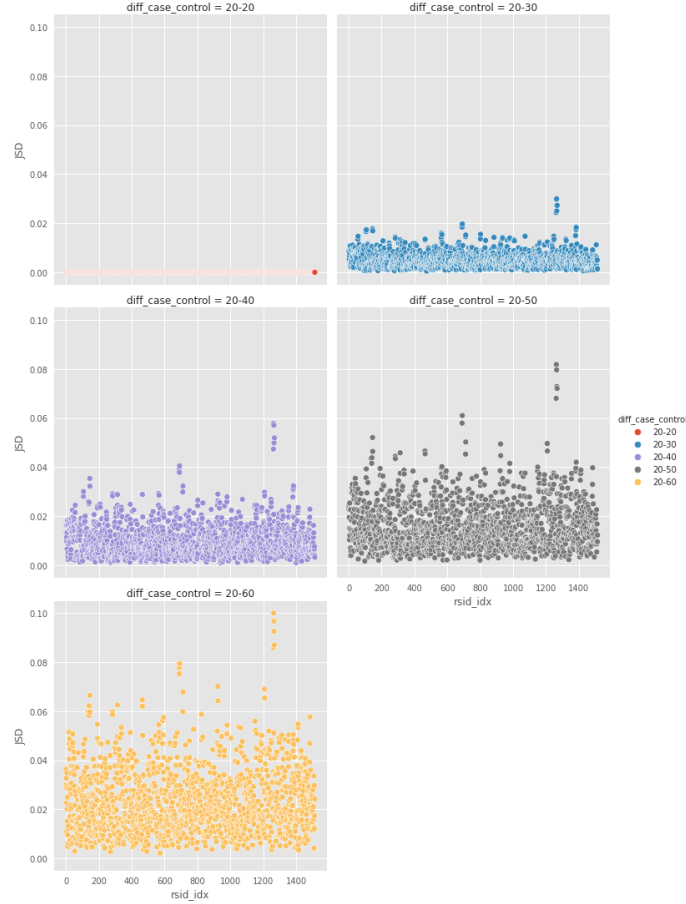 diff_case_control = 20-20
diff_case_control = 20-30
0.10
0.08
0.06
0.04
0.02
0.00
JSD
diff_case_control = 20-40
diff_case_control = 20-50
0.10
0.08
0.06
0.04
0.02
0.00
JSD
0 200 400 600 800 1000 1200 1400
rsid_idx
diff_case_control
20-20
20-30
20-40
20-50
20-60
diff_case_control = 20-60
0.10
0.08
0.06
0.04
0.02
0.00
JSD
0 200 400 600 800 1000 1200 1400
rsid_idx